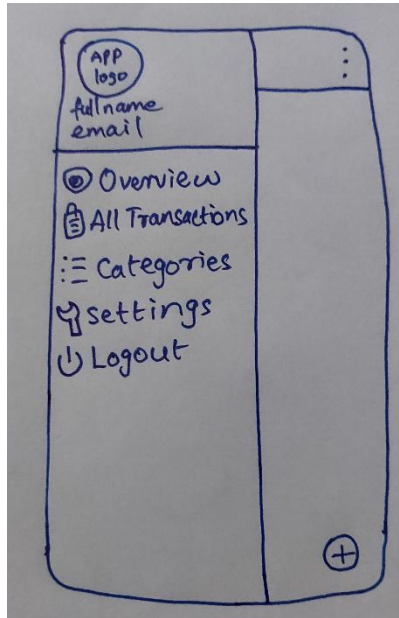 APP
logo
fullname
email
Overview
All Transactions
Categories
settings
Logout